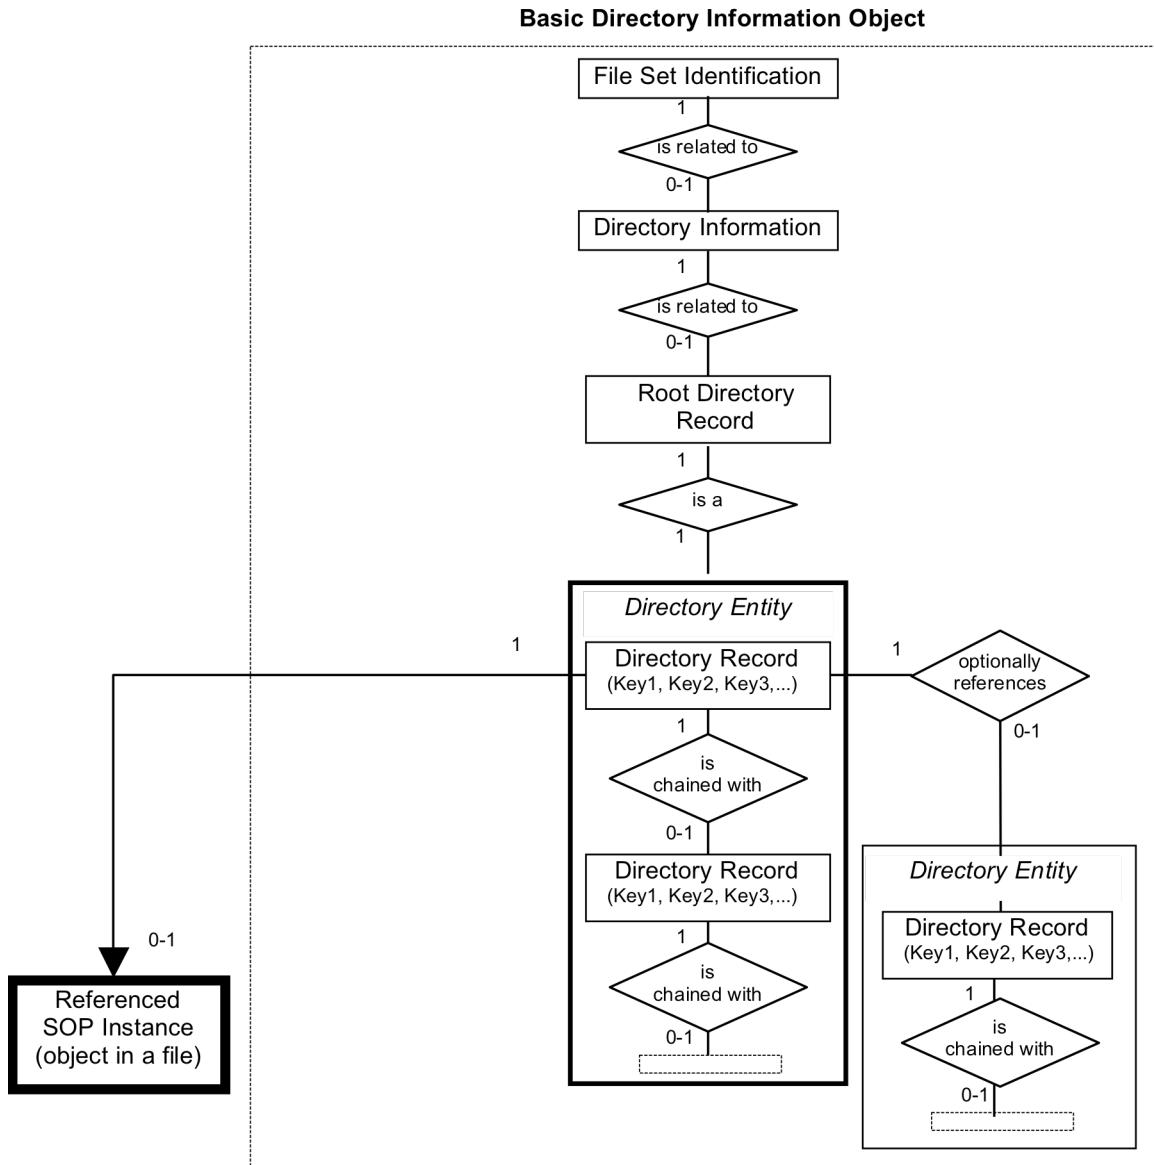 Basic Directory Information Object
File Set Identification
1
is related to
0-1
Directory Information
1
is related to
0-1
Root Directory
Record
1
is a
1
Directory Entity
1
Directory Record
(Key1, Key2, Key3,...)
1
optionally
references
0-1
1
is
chained with
0-1
Directory Record
(Key1, Key2, Key3,...)
1
is
chained with
0-1
Directory Entity
Directory Record
(Key1, Key2, Key3,...)
1
is
chained with
0-1
0-1
Referenced
SOP Instance
(object in a file)